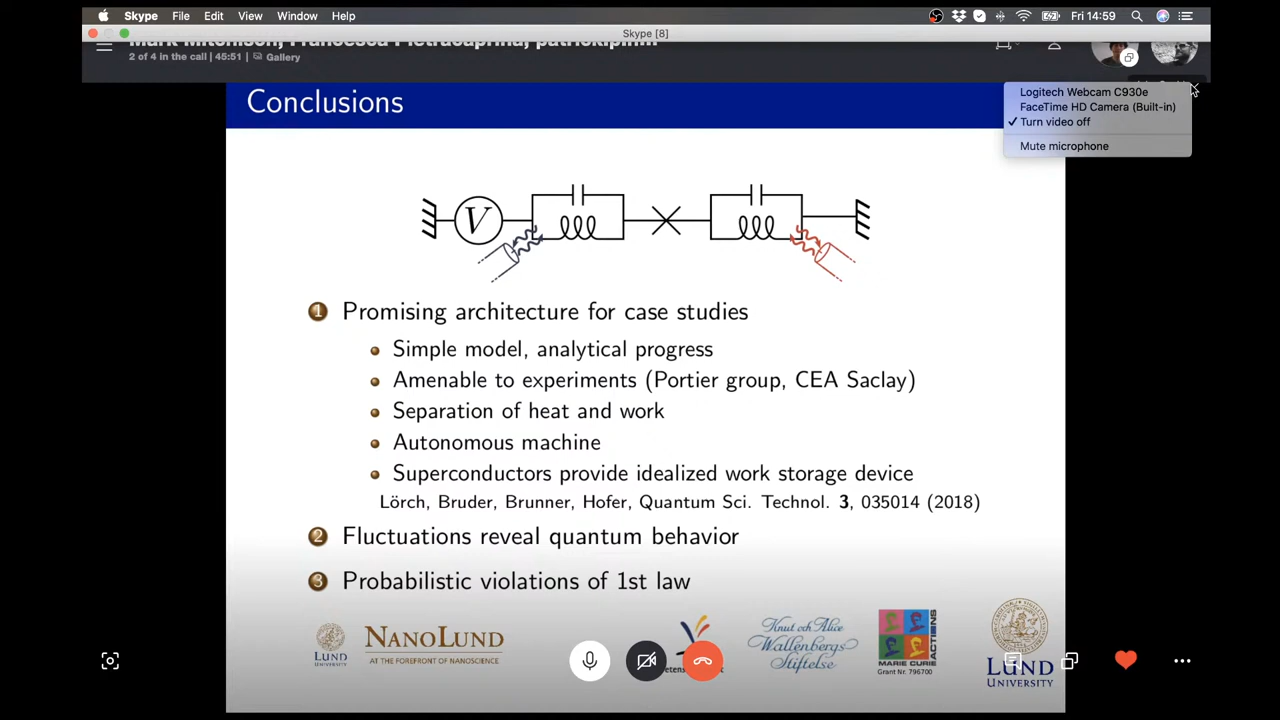 Skype File Edit View Window Help
Fri 14:59
Skype [8]
2 of 4 in the call | 45:51 | Gallery
Logitech Webcam C930e
FaceTime HD Camera (Built-in)
✓ Turn video off
Mute microphone
Conclusions
V
1 Promising architecture for case studies
Simple model, analytical progress
Amenable to experiments (Portier group, CEA Saclay)
Separation of heat and work
Autonomous machine
Superconductors provide idealized work storage device
Lörch, Bruder, Brunner, Hofer, Quantum Sci. Technol. 3, 035014 (2018)
2 Fluctuations reveal quantum behavior
3 Probabilistic violations of 1st law
LUND
UNIVERSITY
NANOLUND
AT THE FOREFRONT OF NANOSCIENCE
Knut och Alice
Wallenbergs
Stiftelse
MARIE CURIE
ACTIONS
Grant Nr. 796700
LUND
UNIVERSITY